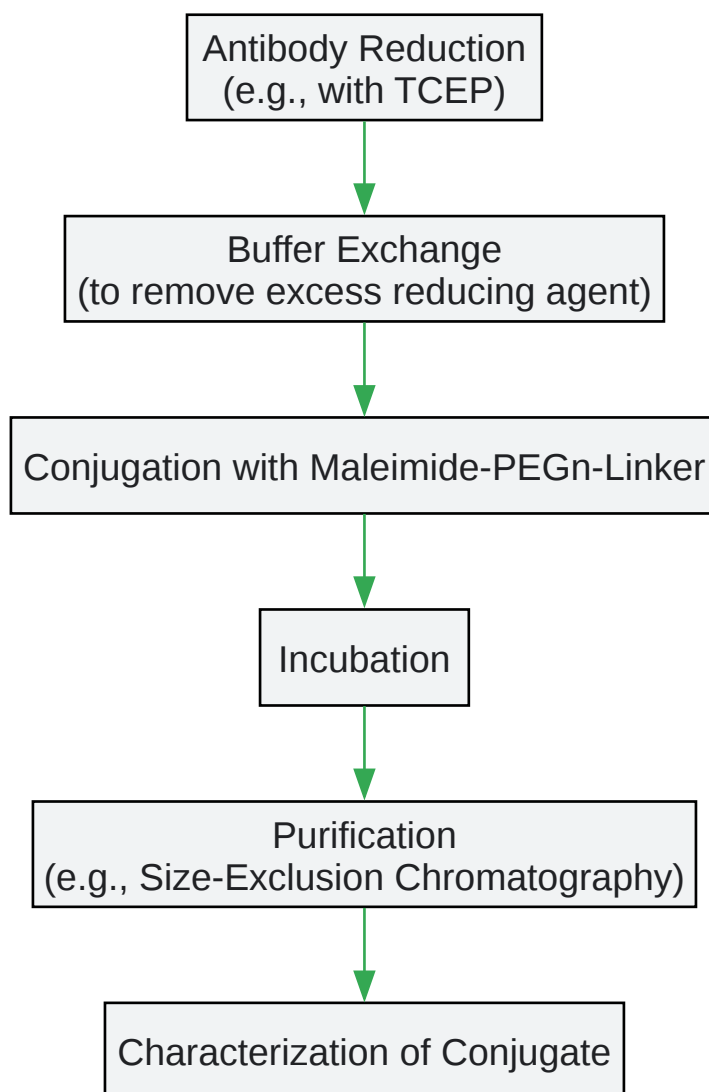 Antibody Reduction
(e.g., with TCEP)
Buffer Exchange
(to remove excess reducing agent)
Conjugation with Maleimide-PEGn-Linker
Incubation
Purification
(e.g., Size-Exclusion Chromatography)
Characterization of Conjugate